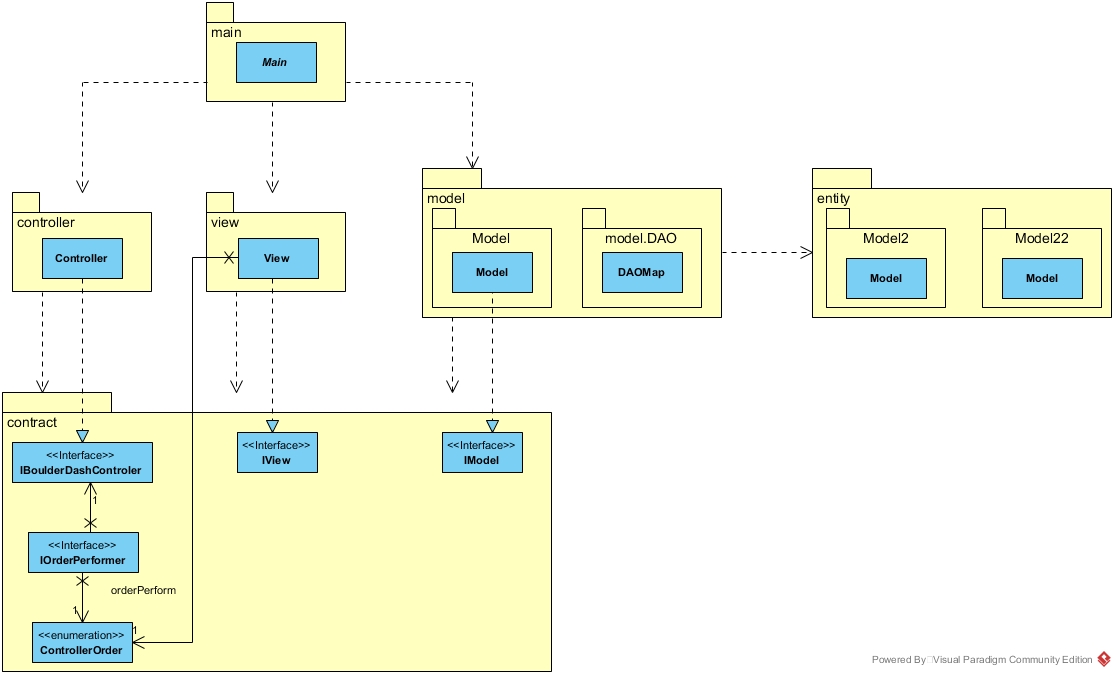 main
Main
controller
Controller
view
View
model
Model
Model
model.DAO
DAOMap
entity
Model2
Model
Model22
Model
contract
<<Interface>>
IBoulderDashControler
1
<<Interface>>
IOrderPerformer
orderPerform
1
<<enumeration>>
ControllerOrder
1
<<Interface>>
IView
<<Interface>>
IModel
Powered By Visual Paradigm Community Edition